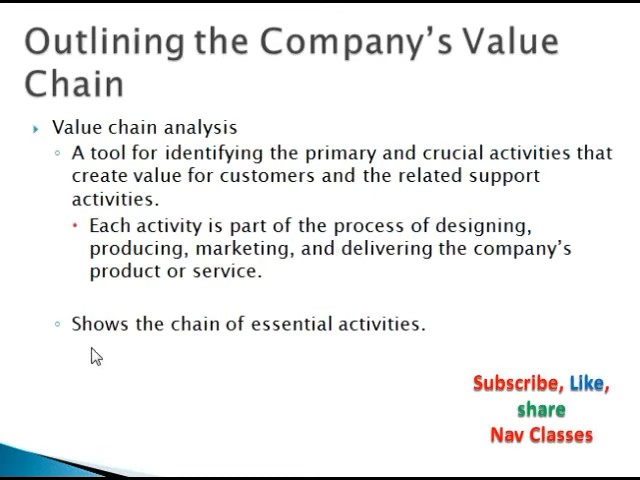 Outlining the Company's Value
Chain
Value chain analysis
A tool for identifying the primary and crucial activities that
create value for customers and the related support
activities.
Each activity is part of the process of designing,
producing, marketing, and delivering the company's
product or service.
Shows the chain of essential activities.
Subscribe, Like,
share
Nav Classes